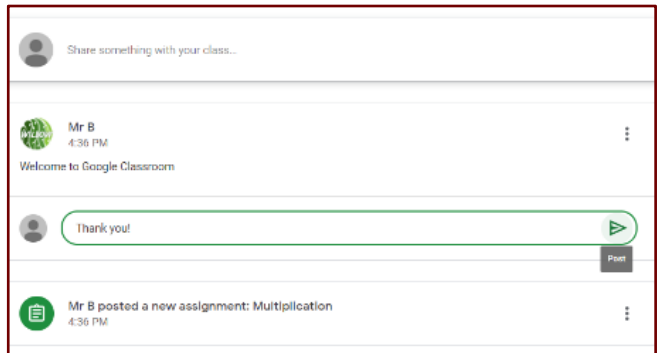 Share something with your class...
Mr B
4:36 PM
Welcome to Google Classroom
Thank you!
Post
Mr B posted a new assignment: Multiplication
4:36 PM